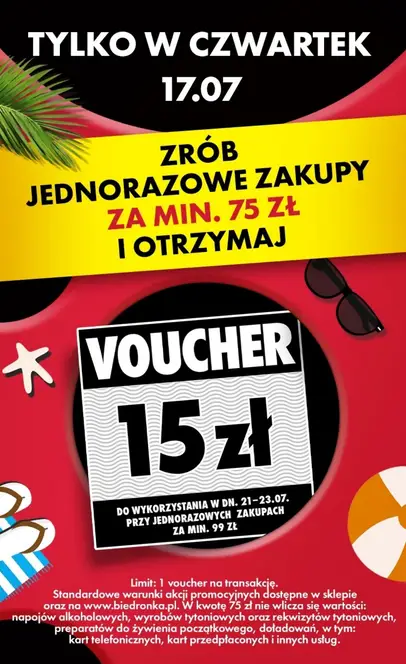 TYLKO W CZWARTEK
17.07
ZRÓB
JEDNORAZOWE ZAKUPY
ZA MIN. 75 ZŁ
I OTRZYMAJ
VOUCHER
15 zł
DO WYKORZYSTANIA W DN. 21–23.07.
PRZY JEDNORAZOWYCH ZAKUPACH
ZA MIN. 99 ZŁ
Limit: 1 voucher na transakcję.
Standardowe warunki akcji promocyjnych dostępne w sklepie
oraz na www.biedronka.pl. W kwotę 75 zł nie wlicza się wartości:
napojów alkoholowych, wyrobów tytoniowych oraz rekwizytów tytoniowych,
preparatów do żywienia początkowego, doładowań, w tym:
kart telefonicznych, kart przedpłaconych i innych usług.